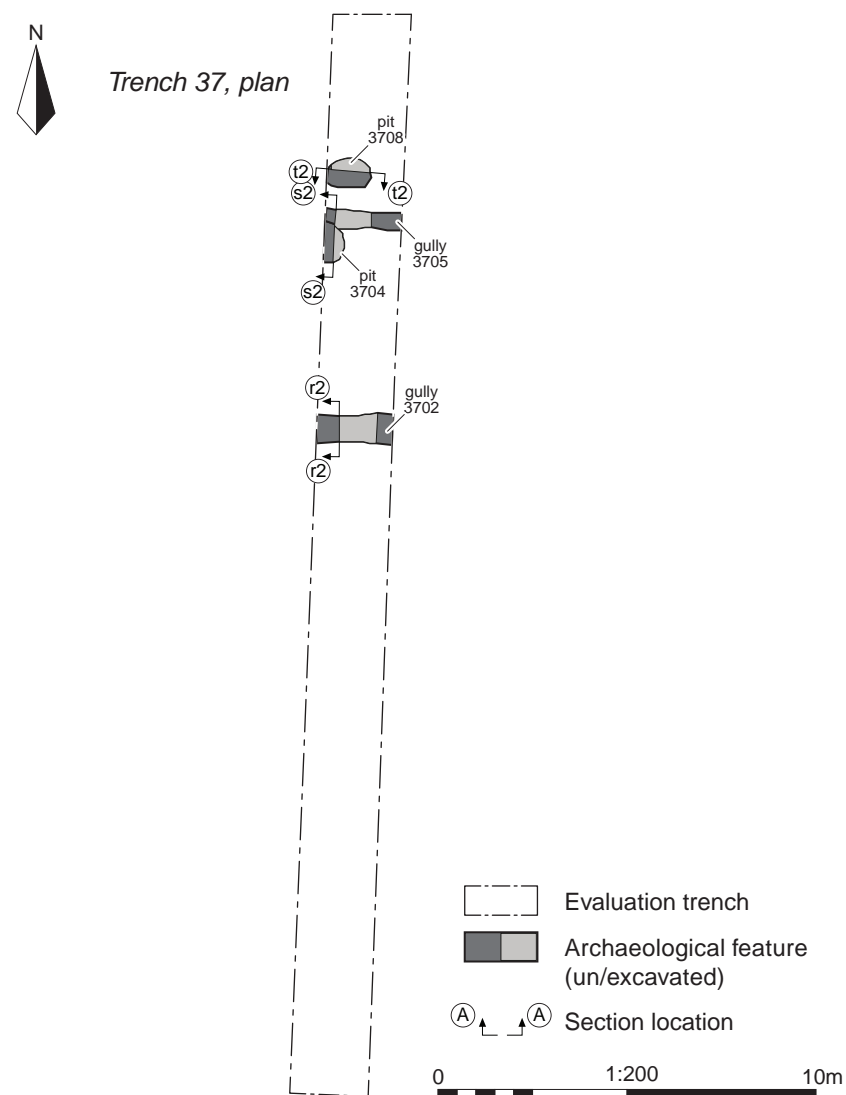 N
Trench 37, plan
pit
3708
t2
t2
s2
gully
3705
pit
3704
s2
r2
gully
3702
r2
Evaluation trench
Archaeological feature
(un/excavated)
A A Section location
0 1:200 10m